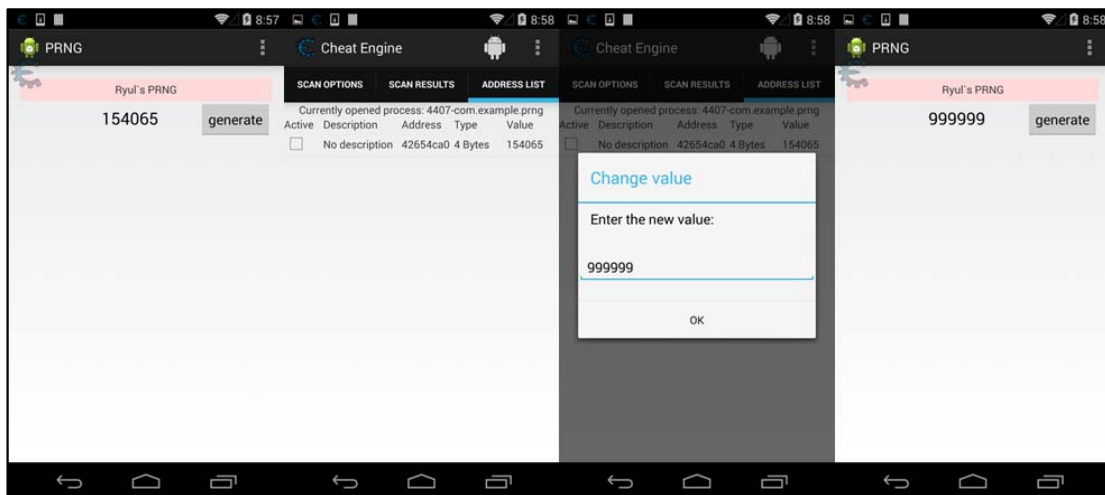 8:57
PRNG
Ryul's PRNG
154065
generate
8:58
Cheat Engine
SCAN OPTIONS SCAN RESULTS ADDRESS LIST
Currently opened process: 4407-com.example.prng
Active Description Address Type Value
No description 42654ca0 4 Bytes 154065
8:58
Cheat Engine
SCAN OPTIONS SCAN RESULTS ADDRESS LIST
Currently opened process: 4407-com.example.prng
Active Description Address Type Value
No description 42654ca0 4 Bytes 154065
Change value
Enter the new value:
999999
OK
8:58
PRNG
Ryul's PRNG
999999
generate